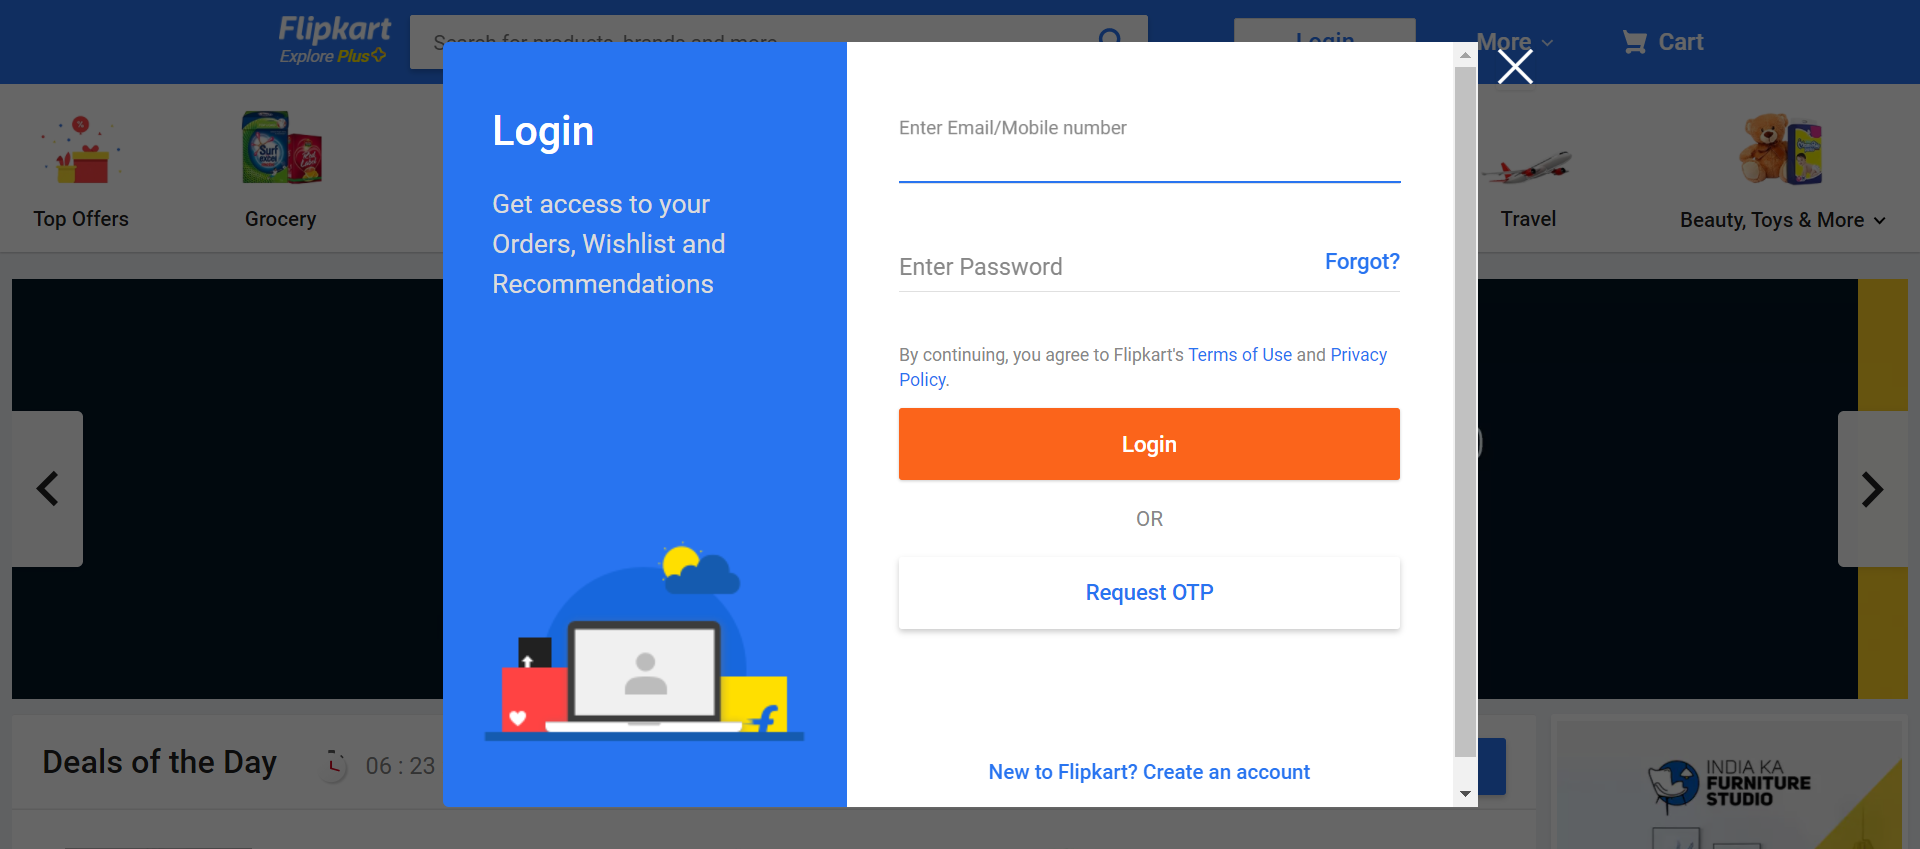 Flipkart
Explore Plus
Search for products, brands and more
Login
More
Cart
Top Offers
Grocery
Travel
Beauty, Toys & More
Login
Get access to your
Orders, Wishlist and
Recommendations
Enter Email/Mobile number
Enter Password
Forgot?
By continuing, you agree to Flipkart's Terms of Use and Privacy
Policy.
Login
OR
Request OTP
New to Flipkart? Create an account
Deals of the Day
06 : 23
INDIA KA
FURNITURE
STUDIO
Surf
excel